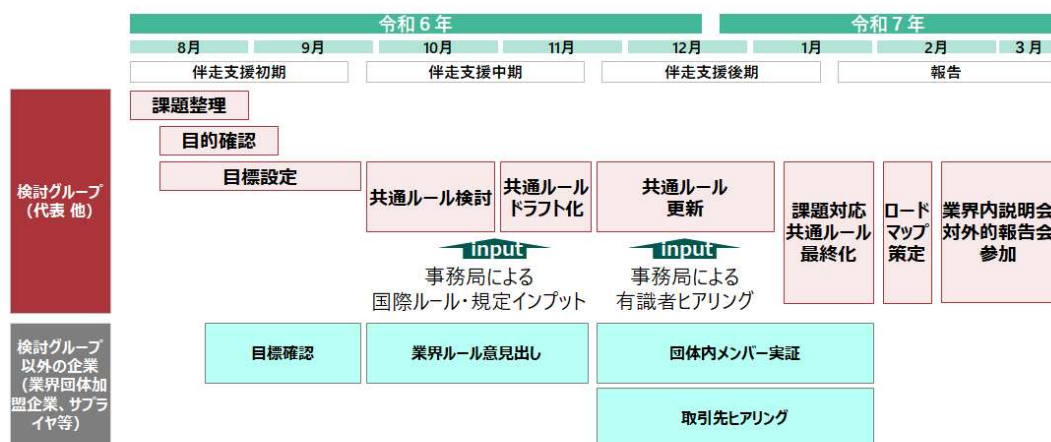 令和６年
令和７年
8月
9月
10月
11月
12月
1月
2月
3月
伴走支援初期
伴走支援中期
伴走支援後期
報告
検討グループ
（代表 他）
課題整理
目的確認
目標設定
共通ルール検討
共通ルール
ドラフト化
共通ルール
更新
課題対応
共通ルール
最終化
ロード
マップ
策定
業界内説明会
対外的報告会
参加
input
事務局による
国際ルール・規定インプット
input
事務局による
有識者ヒアリング
検討グループ
以外の企業
（業界団体加
盟企業、サプラ
イヤ等）
目標確認
業界ルール意見出し
団体内メンバー実証
取引先ヒアリング